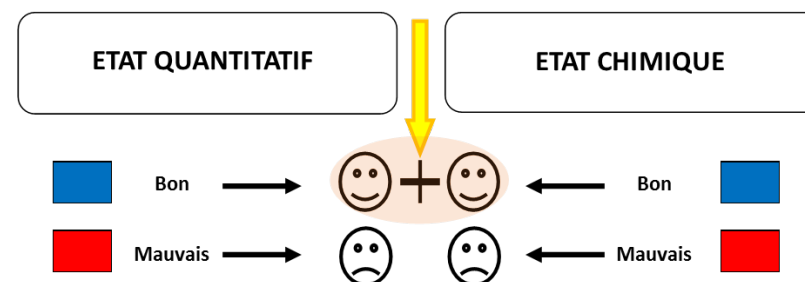 ETAT QUANTITATIF
ETAT CHIMIQUE
Bon
Bon
Mauvais
Mauvais